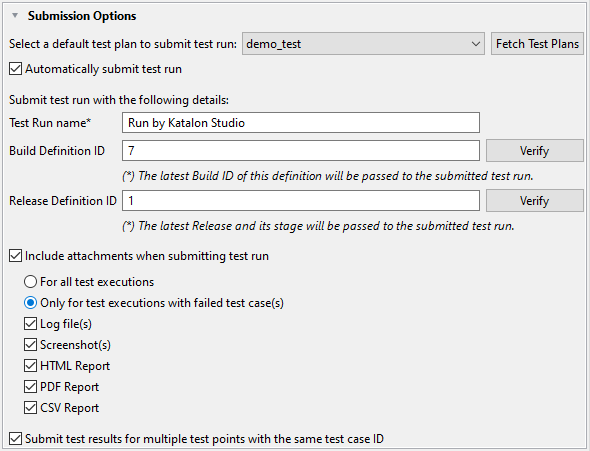 Submission Options
Select a default test plan to submit test run: demo_test Fetch Test Plans
Automatically submit test run
Submit test run with the following details:
Test Run name* Run by Katalon Studio
Build Definition ID 7 Verify
(*) The latest Build ID of this definition will be passed to the submitted test run.
Release Definition ID 1 Verify
(*) The latest Release and its stage will be passed to the submitted test run.
Include attachments when submitting test run
For all test executions
Only for test executions with failed test case(s)
Log file(s)
Screenshot(s)
HTML Report
PDF Report
CSV Report
Submit test results for multiple test points with the same test case ID